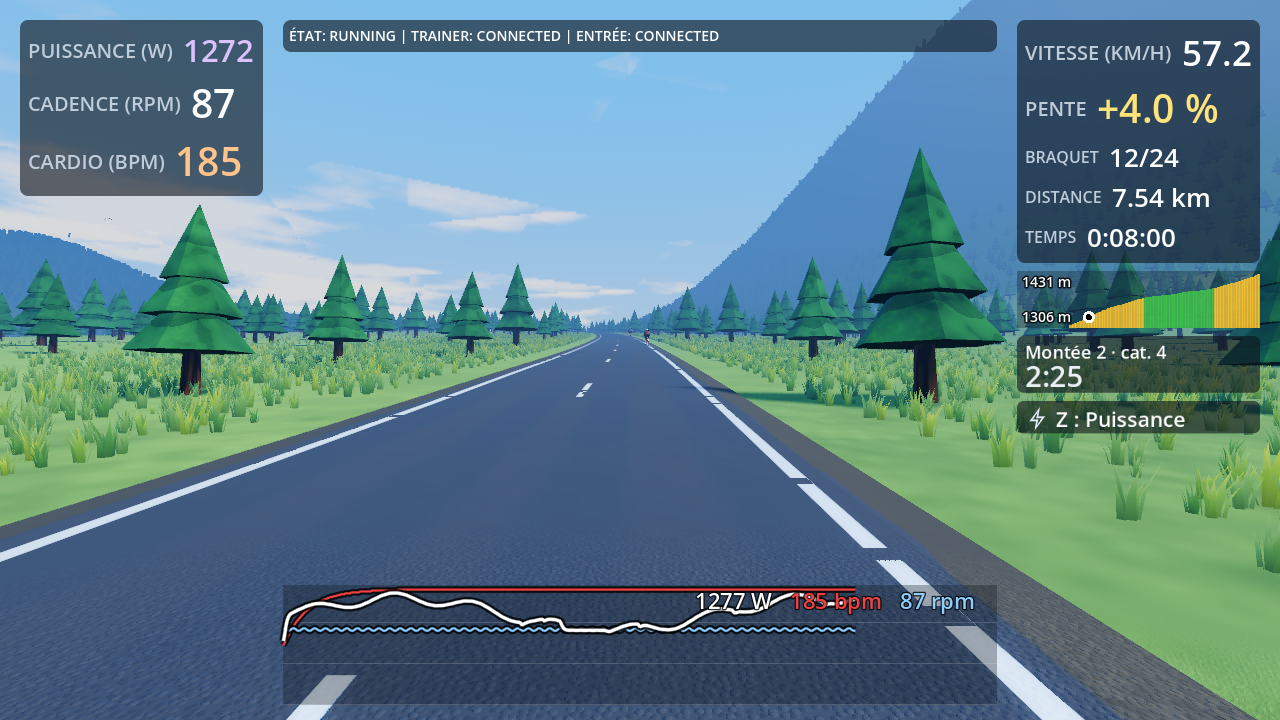 PUISSANCE (W) 1272
CADENCE (RPM) 87
CARDIO (BPM) 185
ÉTAT: RUNNING | TRAINER: CONNECTED | ENTRÉE: CONNECTED
VITESSE (KM/H) 57.2
PENTE +4.0 %
BRAQUET 12/24
DISTANCE 7.54 km
TEMPS 0:08:00
1431 m
1306 m
Montée 2 · cat. 4
2:25
Z : Puissance
1277 W 185 bpm 87 rpm